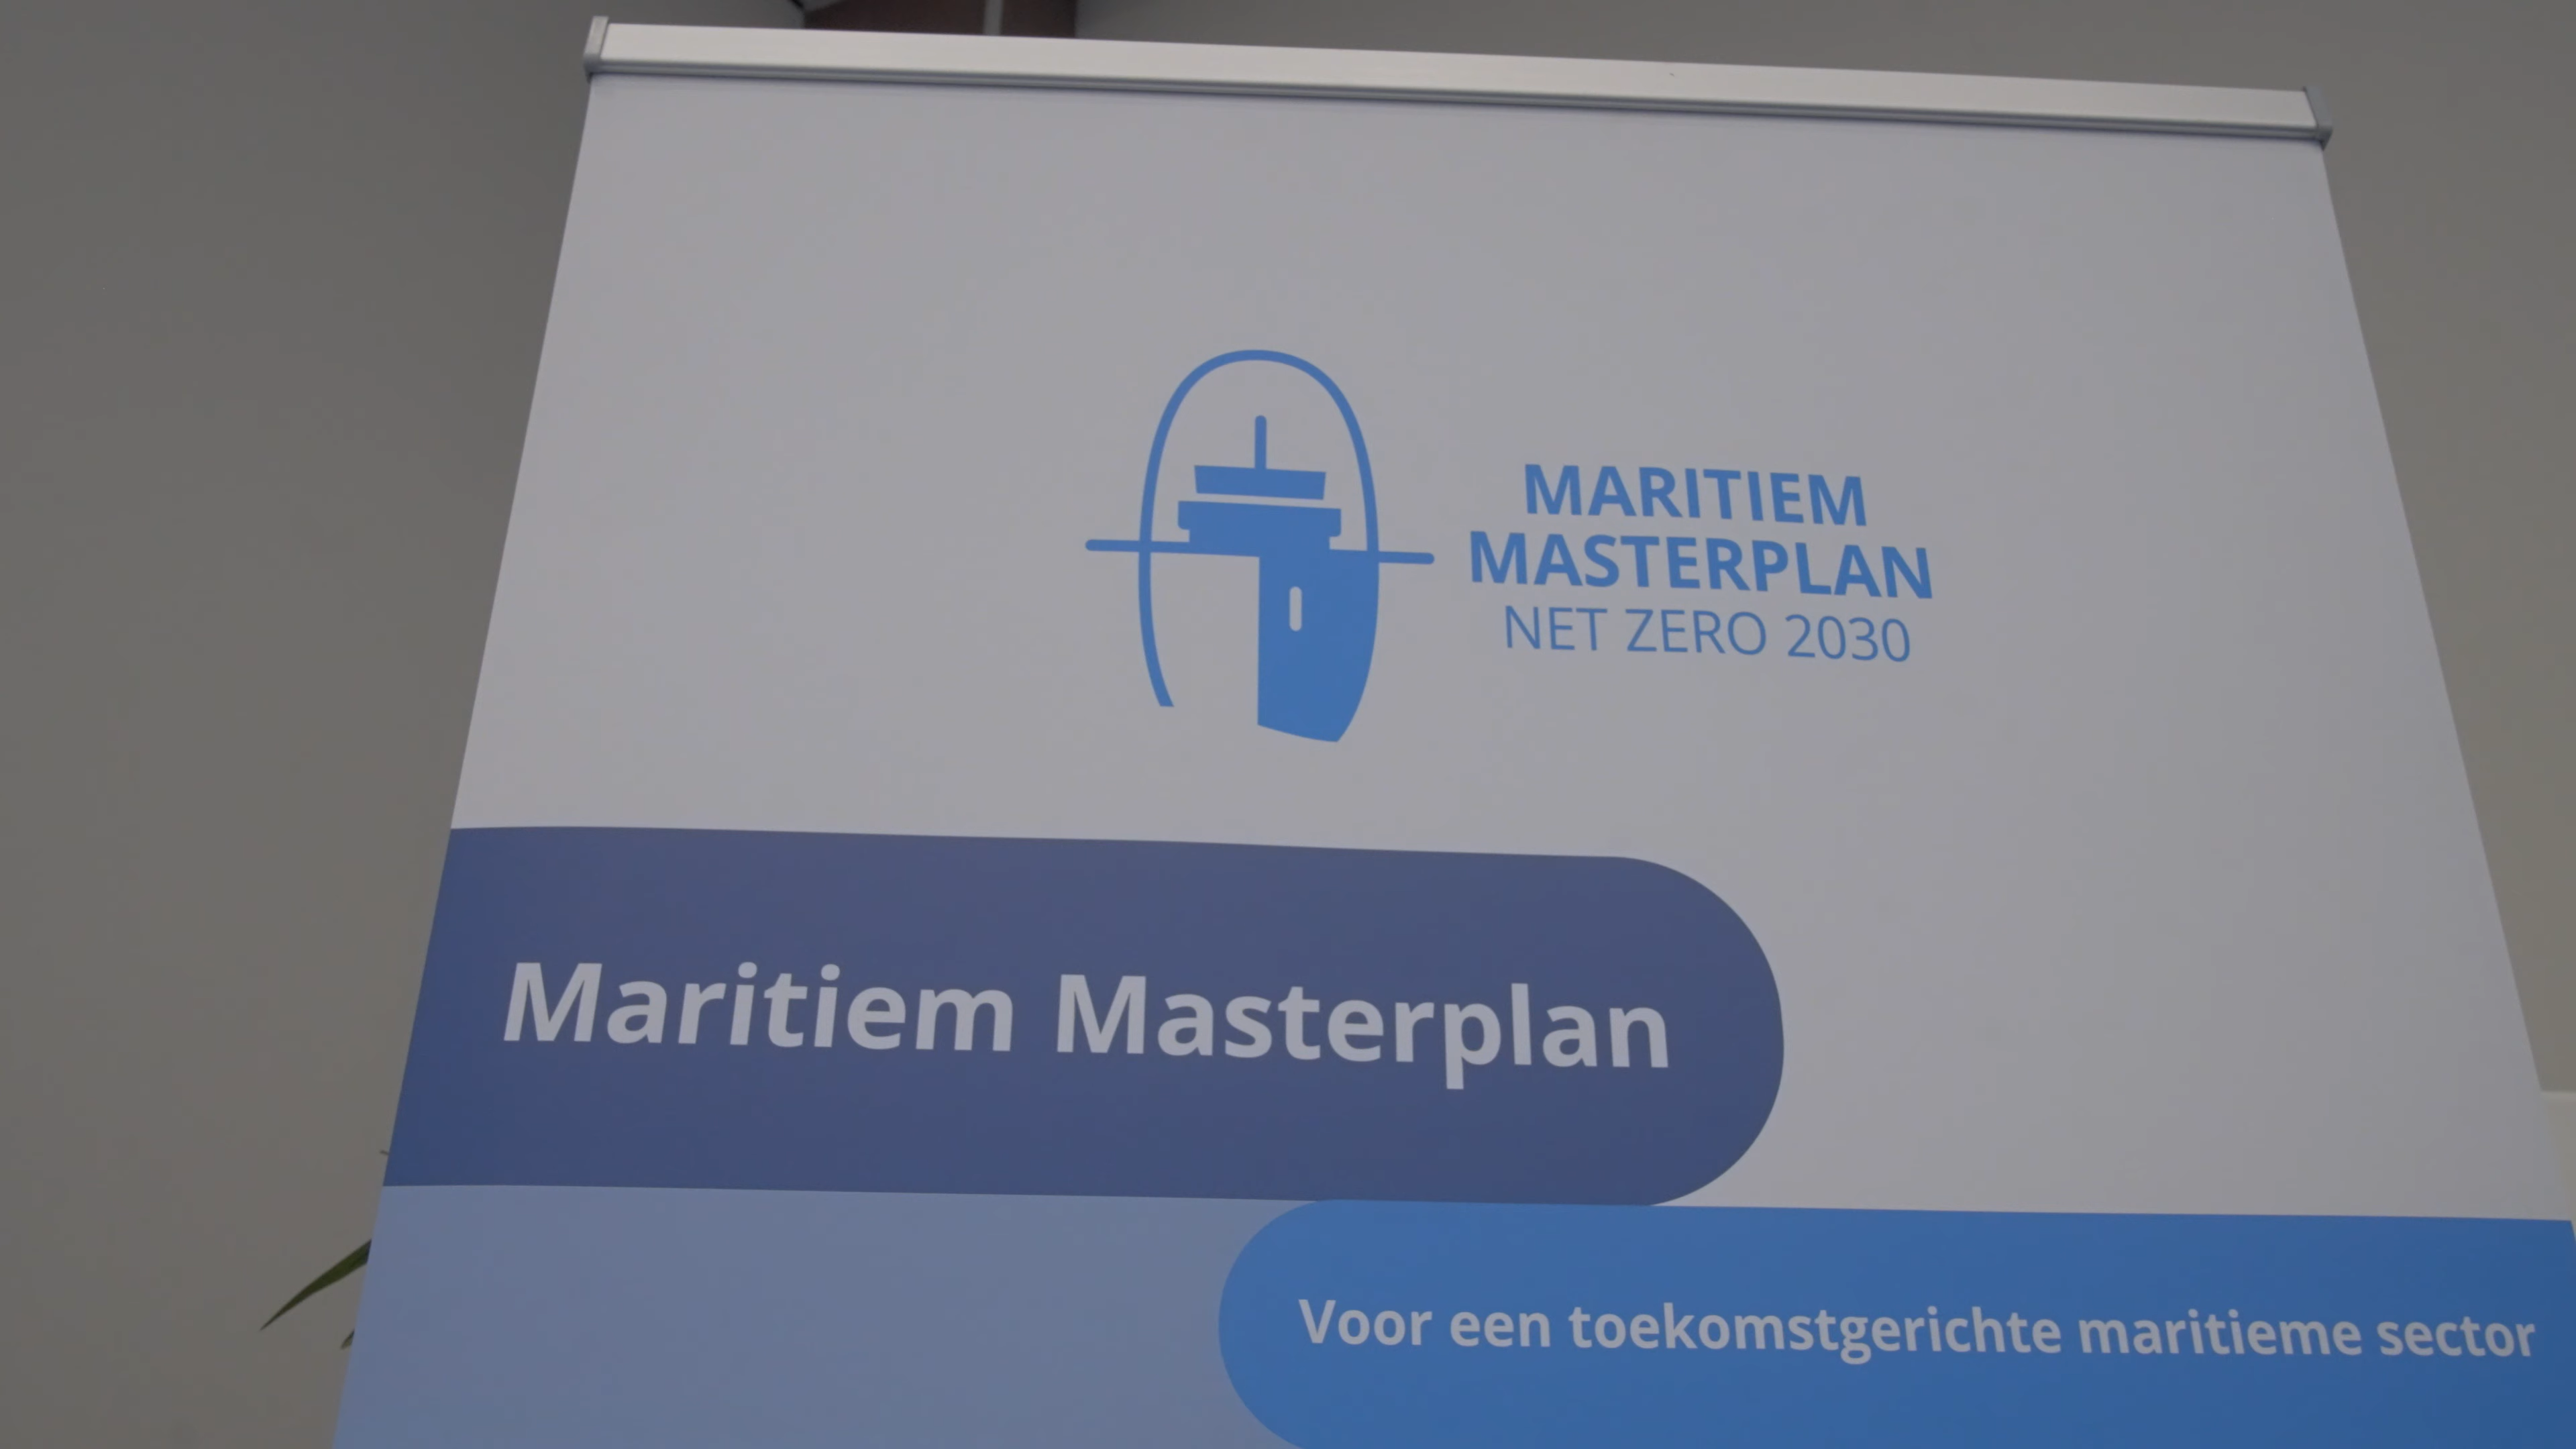 MARITIEM
MASTERPLAN
NET ZERO 2030
Maritiem Masterplan
Voor een toekomstgerichte maritieme sector